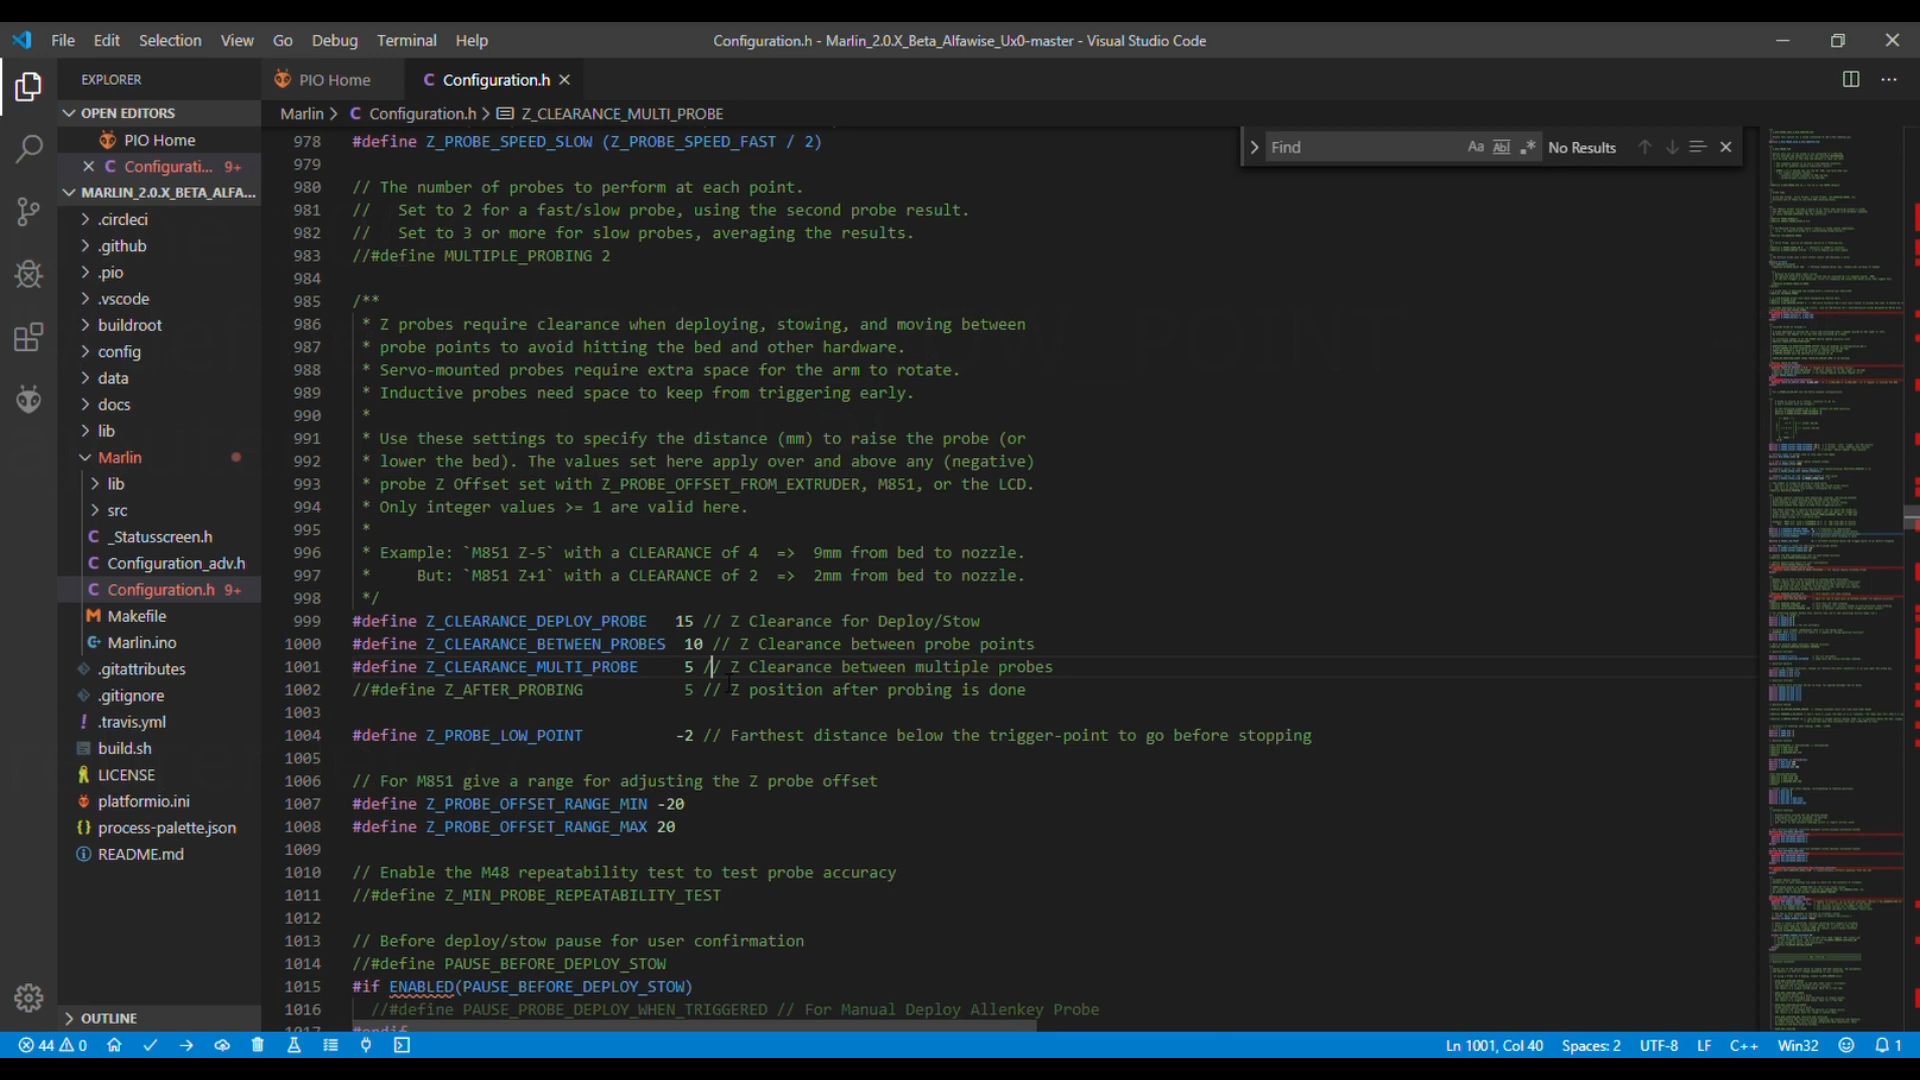 File Edit Selection View Go Debug Terminal Help
Configuration.h - Marlin_2.0.X_Beta_Alfawise_Ux0-master - Visual Studio Code
EXPLORER
OPEN EDITORS
PIO Home
Configurati... 9+
MARLIN_2.0.X_BETA_ALFA...
.circleci
.github
.pio
.vscode
buildroot
config
data
docs
lib
Marlin
lib
src
_Statusscreen.h
Configuration_adv.h
Configuration.h 9+
Makefile
Marlin.ino
.gitattributes
.gitignore
.travis.yml
build.sh
LICENSE
platformio.ini
process-palette.json
README.md
OUTLINE
PIO Home
Configuration.h
Marlin > Configuration.h > Z_CLEARANCE_MULTI_PROBE
Find Aa Abl .* No Results
978 #define Z_PROBE_SPEED_SLOW (Z_PROBE_SPEED_FAST / 2)
979
980 // The number of probes to perform at each point.
981 //   Set to 2 for a fast/slow probe, using the second probe result.
982 //   Set to 3 or more for slow probes, averaging the results.
983 //#define MULTIPLE_PROBING 2
984
985 /**
986 * Z probes require clearance when deploying, stowing, and moving between
987 * probe points to avoid hitting the bed and other hardware.
988 * Servo-mounted probes require extra space for the arm to rotate.
989 * Inductive probes need space to keep from triggering early.
990 *
991 * Use these settings to specify the distance (mm) to raise the probe (or
992 * lower the bed). The values set here apply over and above any (negative)
993 * probe Z Offset set with Z_PROBE_OFFSET_FROM_EXTRUDER, M851, or the LCD.
994 * Only integer values >= 1 are valid here.
995 *
996 * Example: `M851 Z-5` with a CLEARANCE of 4  =>  9mm from bed to nozzle.
997 *     But: `M851 Z+1` with a CLEARANCE of 2  =>  2mm from bed to nozzle.
998 */
999 #define Z_CLEARANCE_DEPLOY_PROBE   15 // Z Clearance for Deploy/Stow
1000 #define Z_CLEARANCE_BETWEEN_PROBES  10 // Z Clearance between probe points
1001 #define Z_CLEARANCE_MULTI_PROBE     5 // Z Clearance between multiple probes
1002 //#define Z_AFTER_PROBING           5 // Z position after probing is done
1003
1004 #define Z_PROBE_LOW_POINT          -2 // Farthest distance below the trigger-point to go before stopping
1005
1006 // For M851 give a range for adjusting the Z probe offset
1007 #define Z_PROBE_OFFSET_RANGE_MIN -20
1008 #define Z_PROBE_OFFSET_RANGE_MAX 20
1009
1010 // Enable the M48 repeatability test to test probe accuracy
1011 //#define Z_MIN_PROBE_REPEATABILITY_TEST
1012
1013 // Before deploy/stow pause for user confirmation
1014 //#define PAUSE_BEFORE_DEPLOY_STOW
1015 #if ENABLED(PAUSE_BEFORE_DEPLOY_STOW)
1016 //#define PAUSE_PROBE_DEPLOY_WHEN_TRIGGERED // For Manual Deploy Allenkey Probe
1017 #endif
44 0
Ln 1001, Col 40 Spaces: 2 UTF-8 LF C++ Win32 1